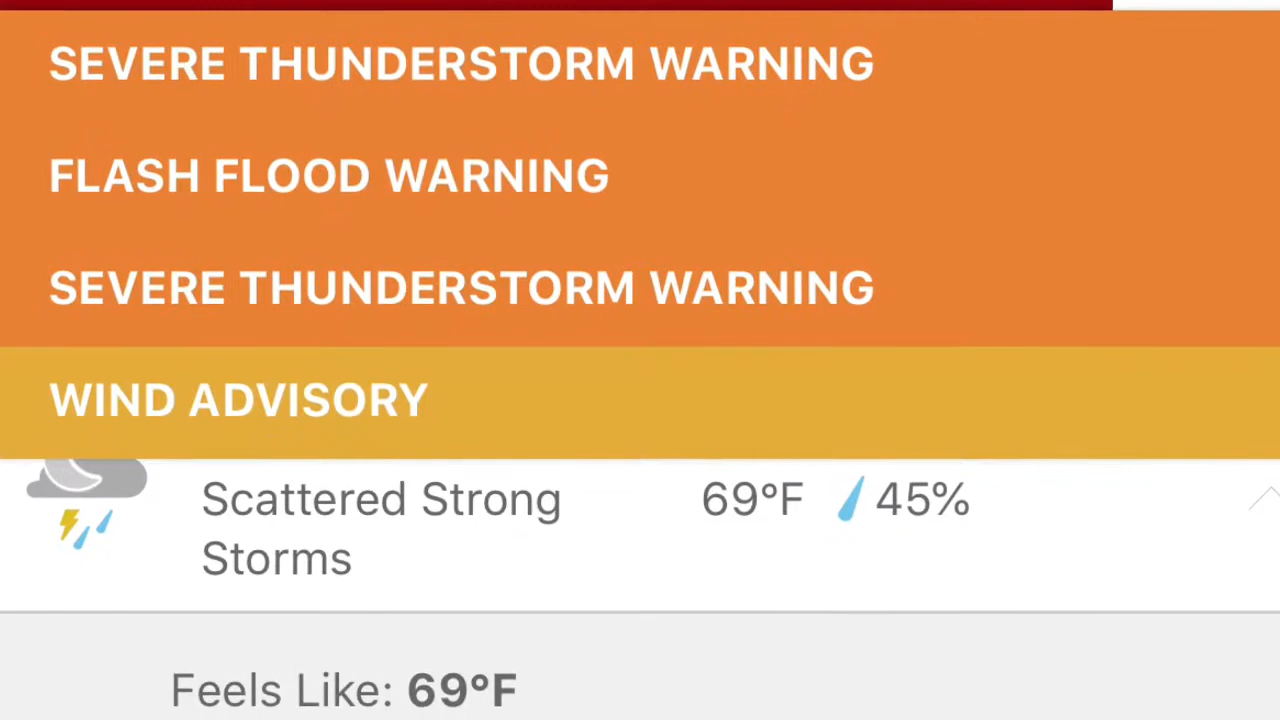 SEVERE THUNDERSTORM WARNING
FLASH FLOOD WARNING
SEVERE THUNDERSTORM WARNING
WIND ADVISORY
Scattered Strong 69°F 45%
Storms
Feels Like: 69°F